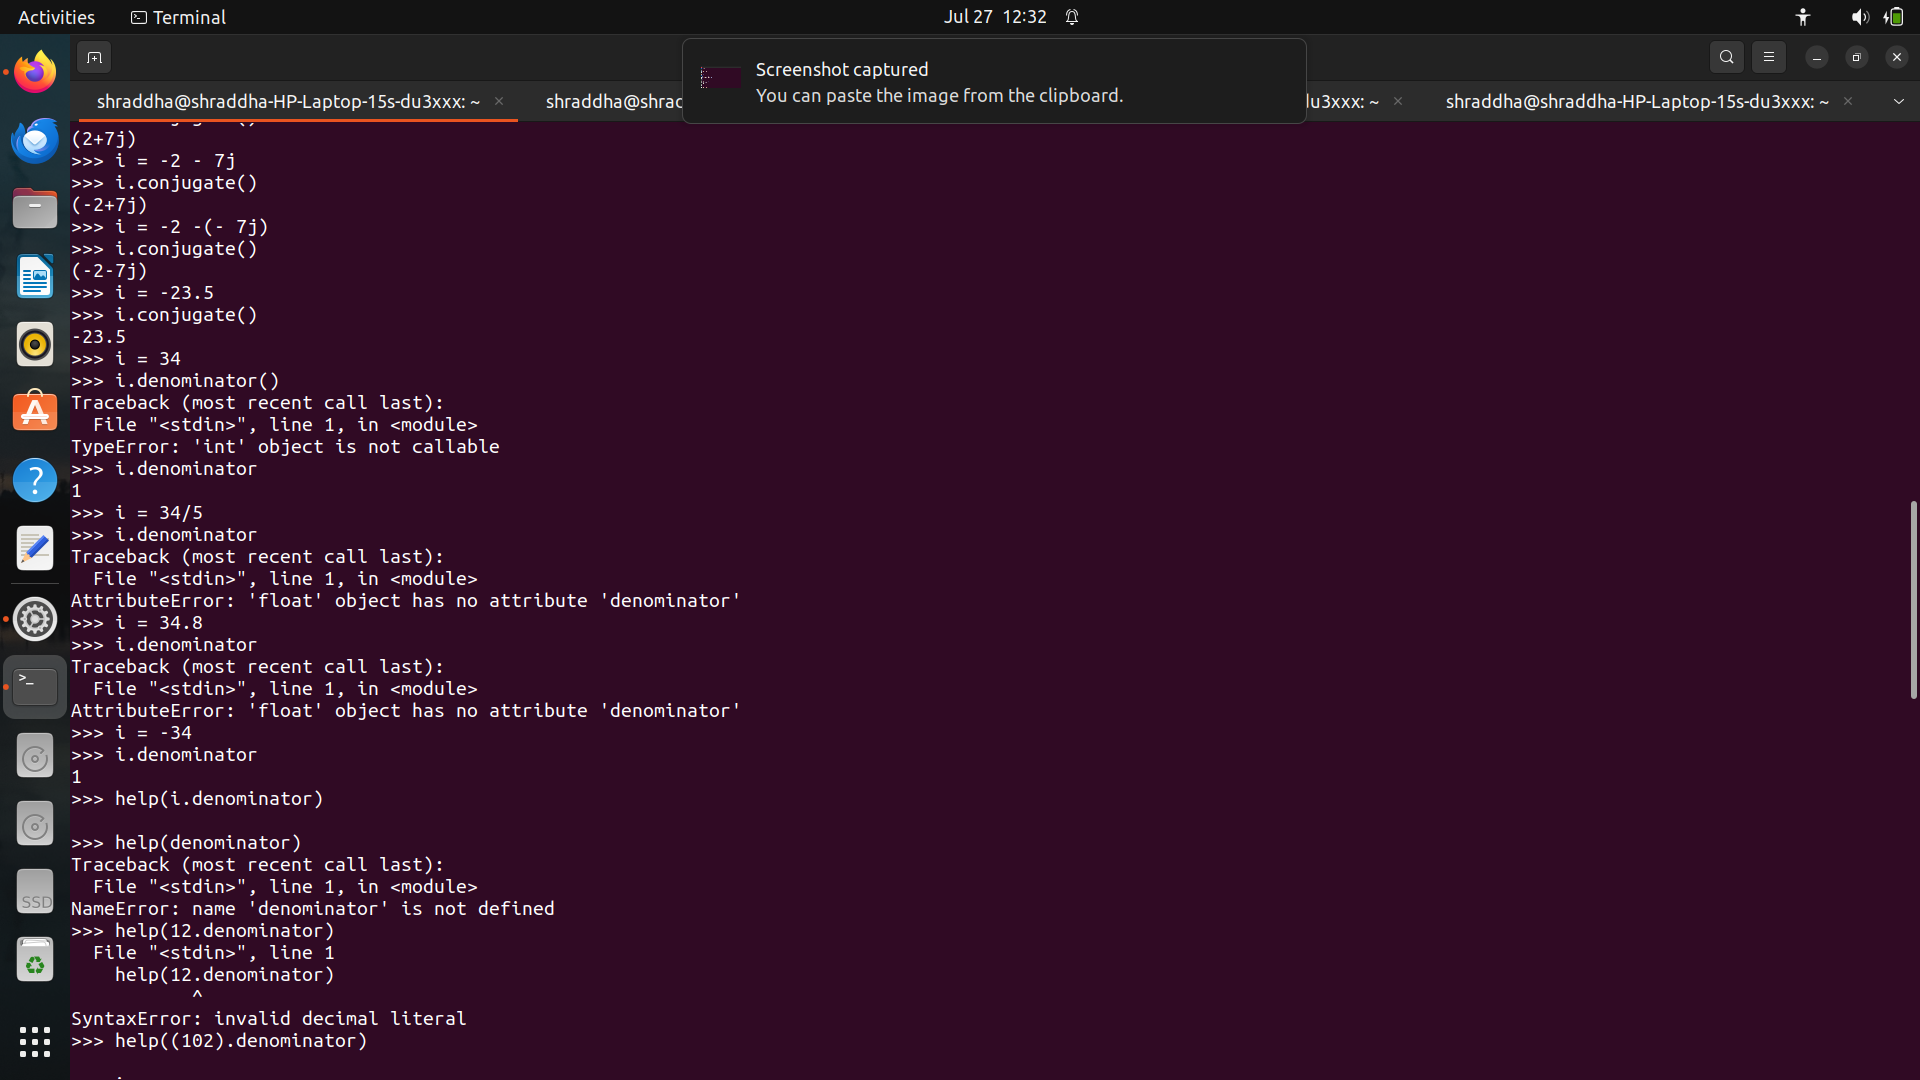 Activities
Terminal
Jul 27 12:32
Screenshot captured
You can paste the image from the clipboard.
shraddha@shraddha-HP-Laptop-15s-du3xxx: ~
shraddha@shrad
lu3xxx: ~
shraddha@shraddha-HP-Laptop-15s-du3xxx: ~
(2+7j)
>>> i = -2 - 7j
>>> i.conjugate()
(-2+7j)
>>> i = -2 -(- 7j)
>>> i.conjugate()
(-2-7j)
>>> i = -23.5
>>> i.conjugate()
-23.5
>>> i = 34
>>> i.denominator()
Traceback (most recent call last):
  File "<stdin>", line 1, in <module>
TypeError: 'int' object is not callable
>>> i.denominator
1
>>> i = 34/5
>>> i.denominator
Traceback (most recent call last):
  File "<stdin>", line 1, in <module>
AttributeError: 'float' object has no attribute 'denominator'
>>> i = 34.8
>>> i.denominator
Traceback (most recent call last):
  File "<stdin>", line 1, in <module>
AttributeError: 'float' object has no attribute 'denominator'
>>> i = -34
>>> i.denominator
1
>>> help(i.denominator)
>>> help(denominator)
Traceback (most recent call last):
  File "<stdin>", line 1, in <module>
NameError: name 'denominator' is not defined
>>> help(12.denominator)
  File "<stdin>", line 1
    help(12.denominator)
           ^
SyntaxError: invalid decimal literal
>>> help((102).denominator)
SSD